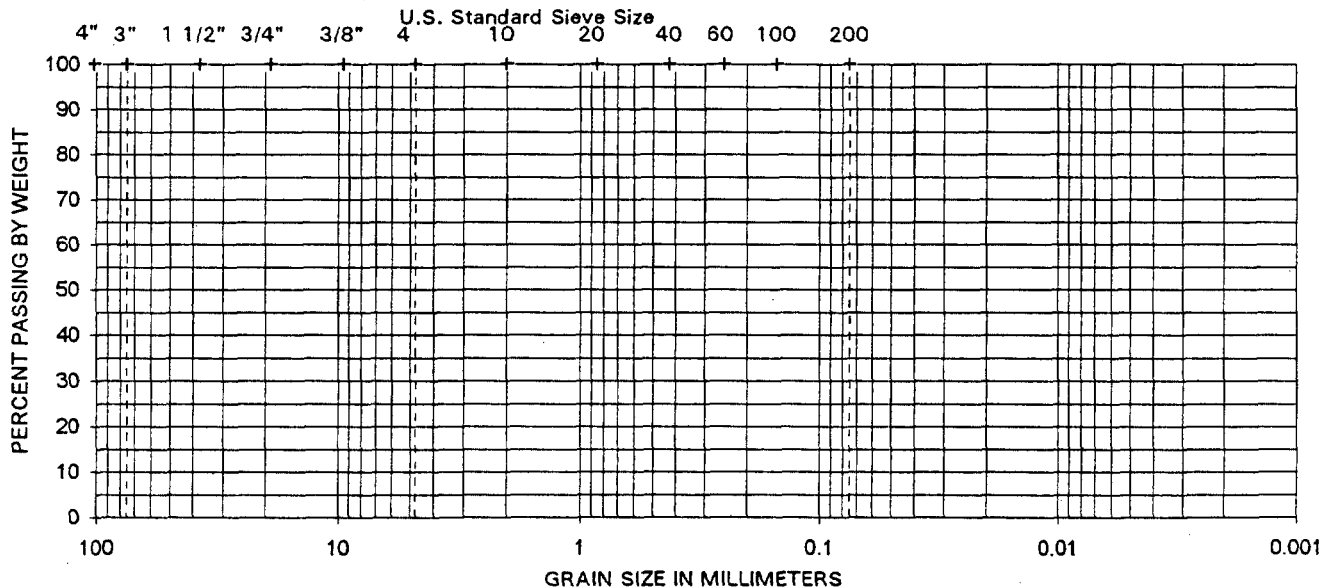 U.S. Standard Sieve Size
4" 3" 1 1/2" 3/4" 3/8" 4 10 20 40 60 100 200
PERCENT PASSING BY WEIGHT
100
90
80
70
60
50
40
30
20
10
0
100 10 1 0.1 0.01 0.001
GRAIN SIZE IN MILLIMETERS